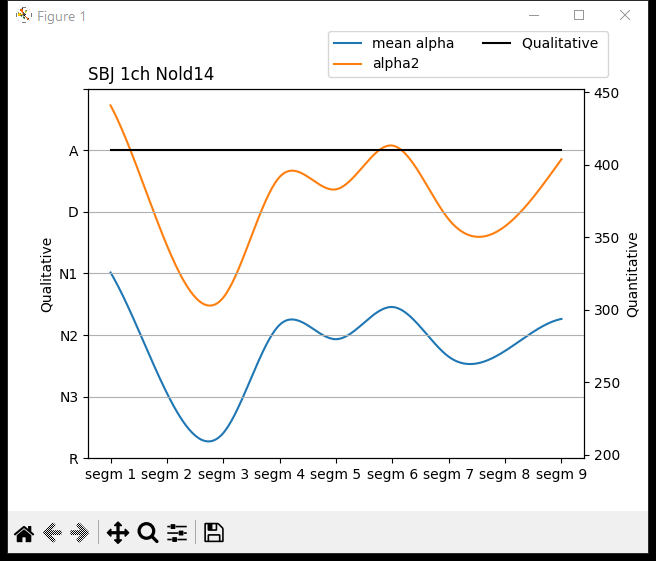 Figure 1
mean alpha
Qualitative
alpha2
SBJ 1ch Nold14
450
A
400
D
350
Qualitative
N1
Quantitative
300
N2
250
N3
200
R
segm 1 segm 2 segm 3 segm 4 segm 5 segm 6 segm 7 segm 8 segm 9